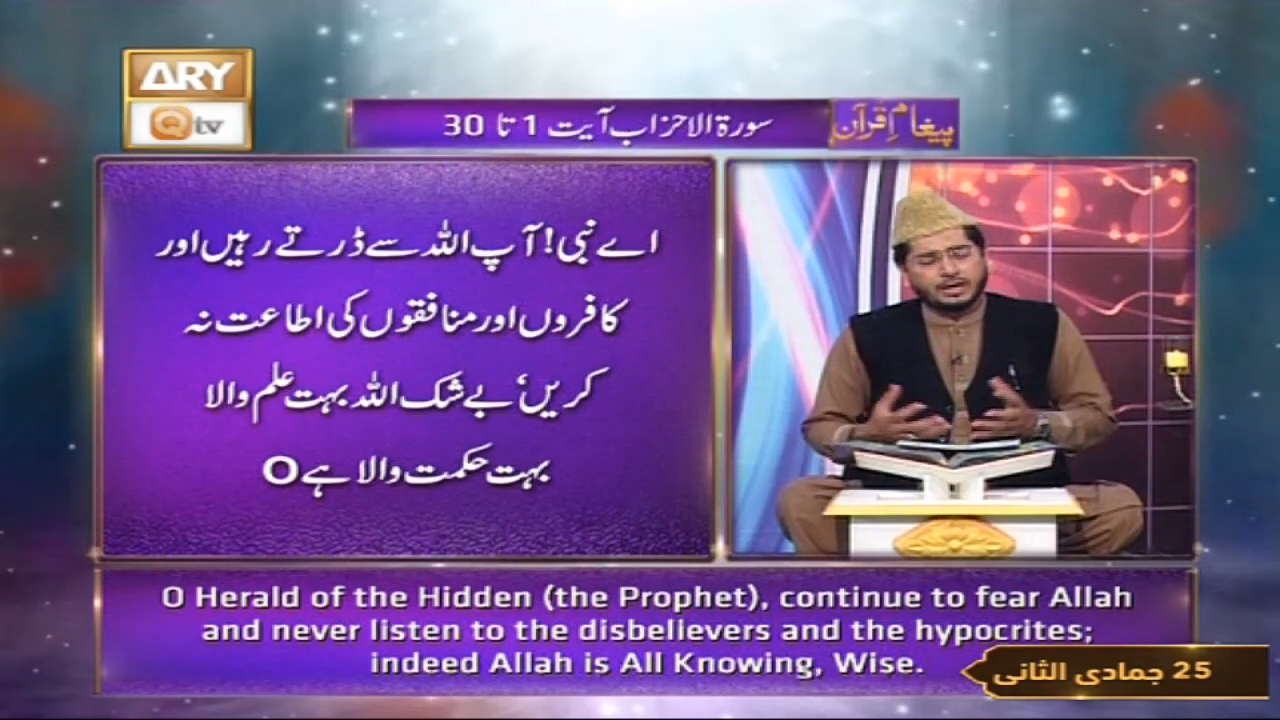 ARY
Qtv
پیغامِ قرآن
سورۃ الاحزاب آیت 1 تا 30
اے نبی! آپ اللہ سے ڈرتے رہیں اور
کافروں اور منافقوں کی اطاعت نہ
کریں، بے شک اللہ بہت علم والا
بہت حکمت والا ہے O
O Herald of the Hidden (the Prophet), continue to fear Allah
and never listen to the disbelievers and the hypocrites;
indeed Allah is All Knowing, Wise.
25 جمادی الثانی